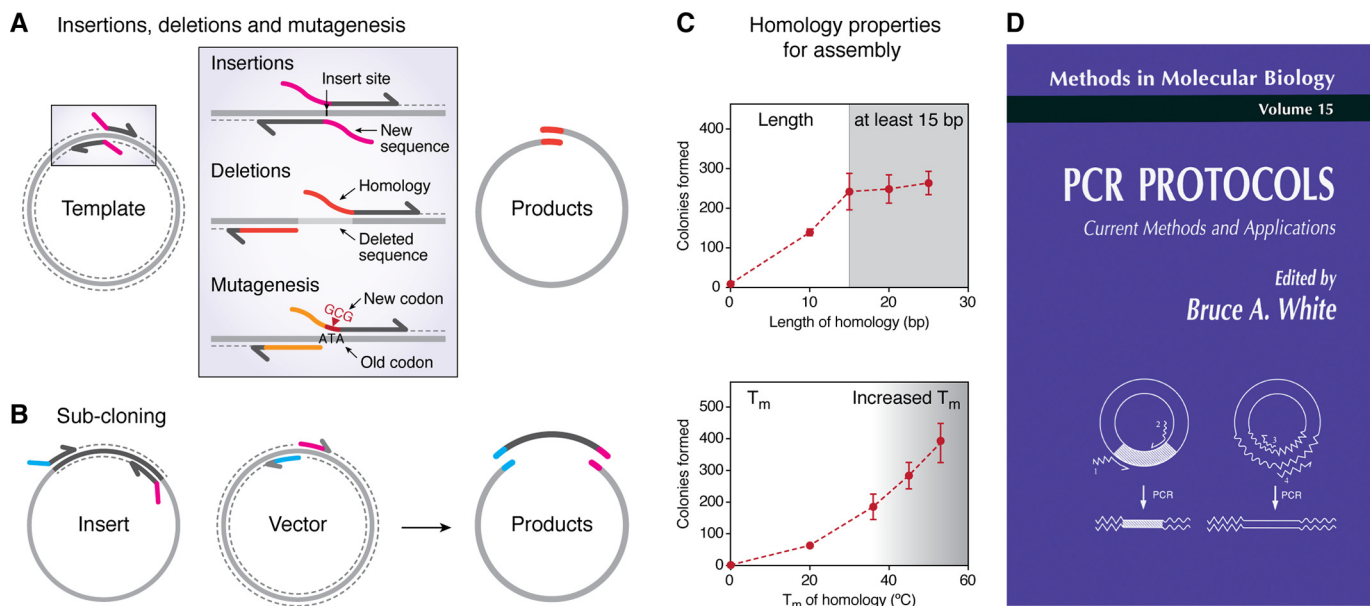 A Insertions, deletions and mutagenesis
Insertions
Insert site
New
sequence
Template
Deletions
Homology
Deleted
sequence
Products
Mutagenesis
New codon
GCG
ATA
Old codon
B Sub-cloning
Insert
Vector
Products
C Homology properties
for assembly
Length
at least 15 bp
Colonies formed
400
300
200
100
0
0 10 20 30
Length of homology (bp)
Tm
Increased Tm
Colonies formed
500
400
300
200
100
0
0 20 40 60
Tm of homology (ºC)
D
Methods in Molecular Biology
Volume 15
PCR PROTOCOLS
Current Methods and Applications
Edited by
Bruce A. White
1
2
3
4
PCR
PCR